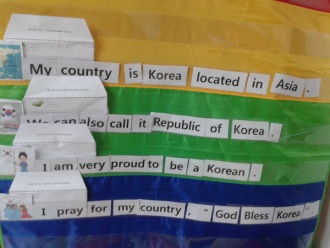 My country is Korea located in Asia .
We can also call it Republic of Korea .
I am very proud to be a Korean .
I pray for my country , " God Bless Korea " .